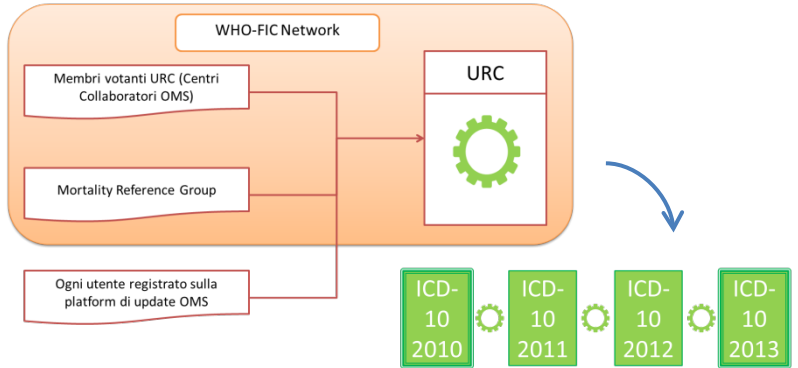 WHO-FIC Network
Membri votanti URC (Centri
Collaboratori OMS)
URC
Mortality Reference Group
Ogni utente registrato sulla
platform di update OMS
ICD-
10
2010
ICD-
10
2011
ICD-
10
2012
ICD-
10
2013